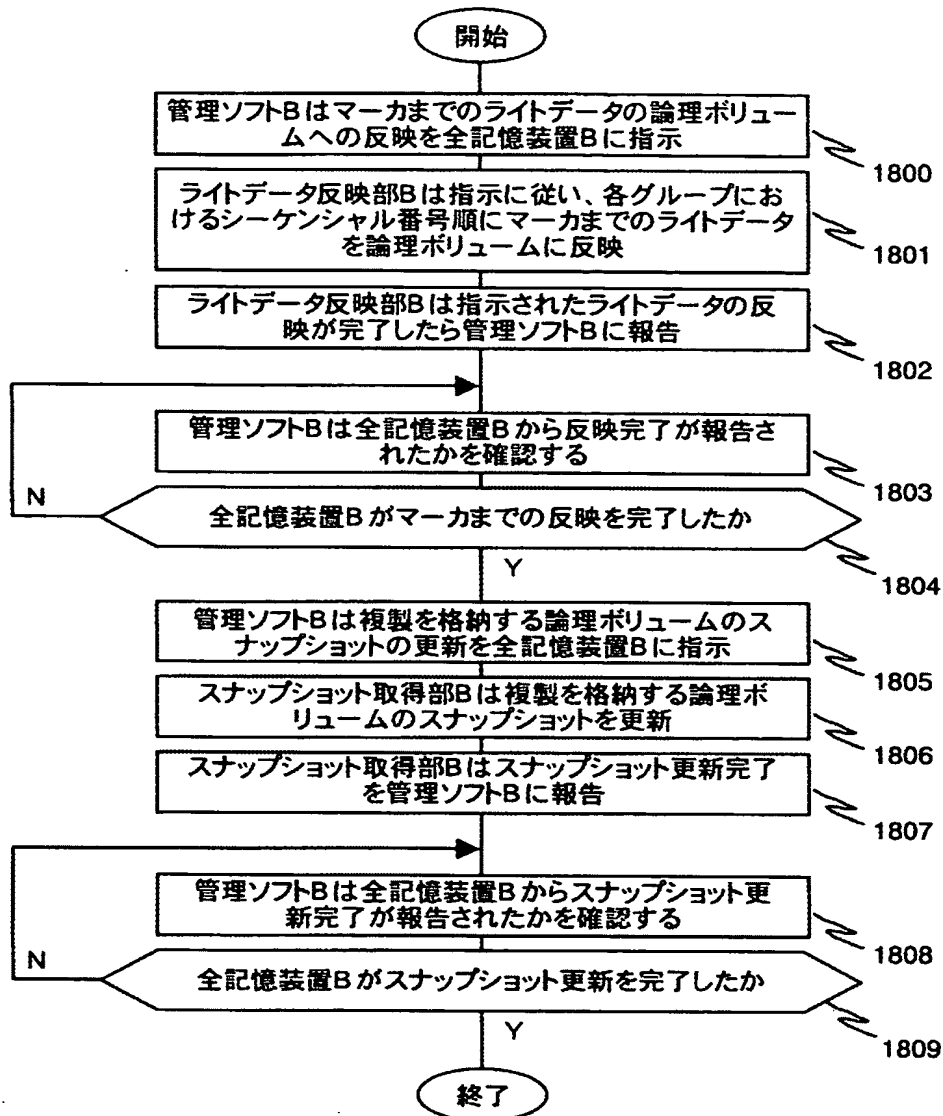 開始
管理ソフトBはマーカまでのライトデータの論理ボリュー
ムへの反映を全記憶装置Bに指示
1800
ライトデータ反映部Bは指示に従い、各グループにお
けるシーケンシャル番号順にマーカまでのライトデータ
を論理ボリュームに反映
1801
ライトデータ反映部Bは指示されたライトデータの反
映が完了したら管理ソフトBに報告
1802
管理ソフトBは全記憶装置Bから反映完了が報告さ
れたかを確認する
1803
N
全記憶装置Bがマーカまでの反映を完了したか
Y
1804
管理ソフトBは複製を格納する論理ボリュームのス
ナップショットの更新を全記憶装置Bに指示
1805
スナップショット取得部Bは複製を格納する論理ボ
リュームのスナップショットを更新
1806
スナップショット取得部Bはスナップショット更新完了
を管理ソフトBに報告
1807
管理ソフトBは全記憶装置Bからスナップショット更
新完了が報告されたかを確認する
1808
N
全記憶装置Bがスナップショット更新を完了したか
Y
1809
終了